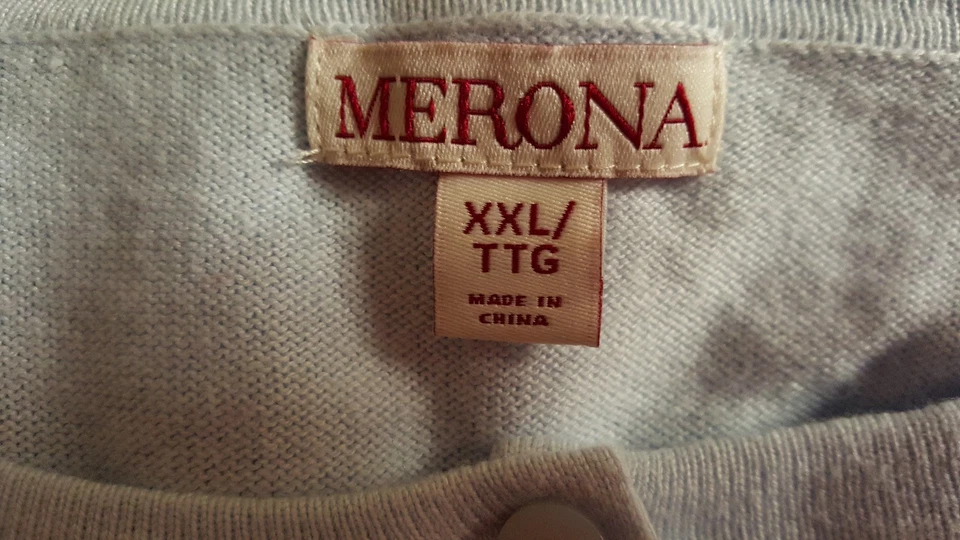 MERONA
XXL/
TTG
MADE IN
CHINA